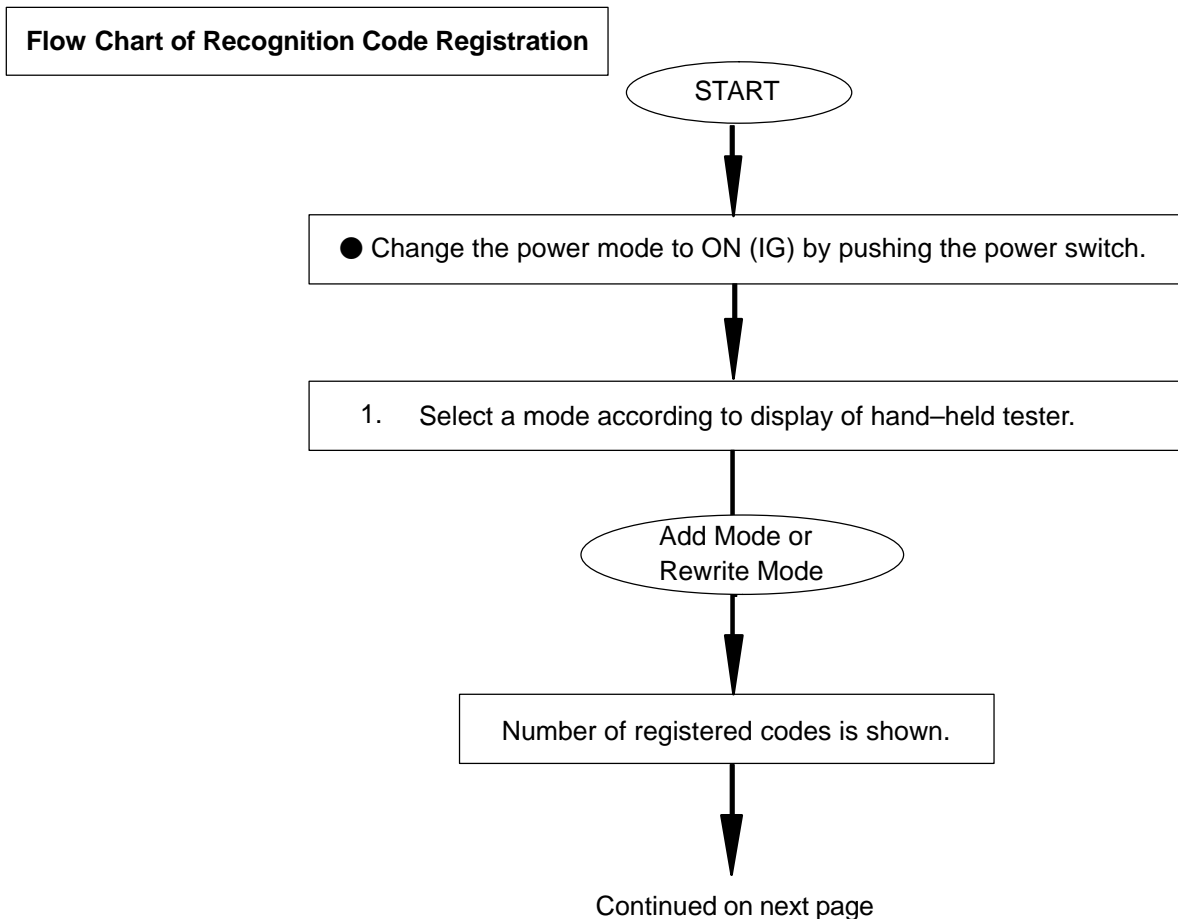 Flow Chart of Recognition Code Registration
START
● Change the power mode to ON (IG) by pushing the power switch.
1. Select a mode according to display of hand–held tester.
Add Mode or
Rewrite Mode
Number of registered codes is shown.
Continued on next page